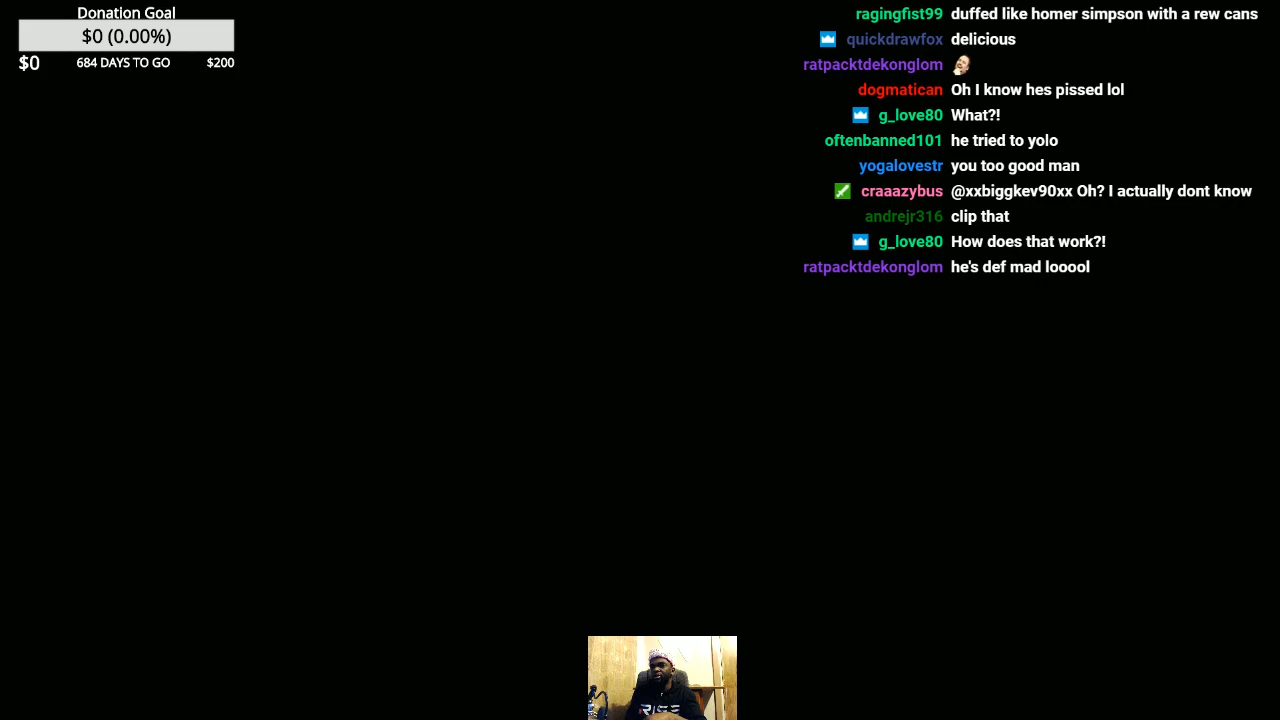 Donation Goal
$0 (0.00%)
$0 684 DAYS TO GO $200
ragingfist99 duffed like homer simpson with a rew cans
quickdrawfox delicious
ratpacktdekonglom
dogmatican Oh I know hes pissed lol
g_love80 What?!
oftenbanned101 he tried to yolo
yogalovestr you too good man
craaazybus @xxbiggkev90xx Oh? I actually dont know
andrejr316 clip that
g_love80 How does that work?!
ratpacktdekonglom he's def mad looool
RISE